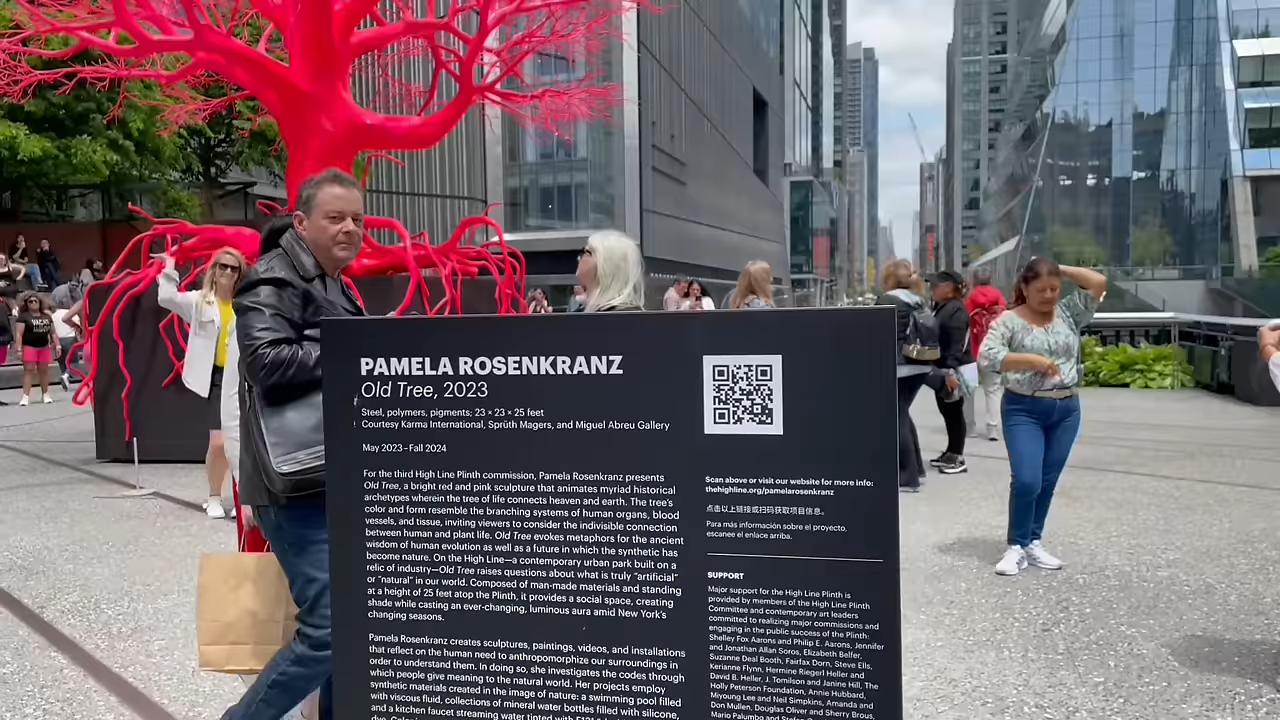 PAMELA ROSENKRANZ
Old Tree, 2023
Steel, polymers, pigments; 23 × 23 × 25 feet
Courtesy Karma International, Sprüth Magers, and Miguel Abreu Gallery
May 2023 – Fall 2024
For the third High Line Plinth commission, Pamela Rosenkranz presents
Old Tree, a bright red and pink sculpture that animates myriad historical
archetypes wherein the tree of life connects heaven and earth. The tree's
color and form resemble the branching systems of human organs, blood
vessels, and tissue, inviting viewers to consider the indivisible connection
between human and plant life. Old Tree evokes metaphors for the ancient
wisdom of human evolution as well as a future in which the synthetic has
become nature. On the High Line—a contemporary urban park built on a
relic of industry—Old Tree raises questions about what is truly “artificial”
or “natural” in our world. Composed of man-made materials and standing
at a height of 25 feet atop the Plinth, it provides a social space, creating
shade while casting an ever-changing, luminous aura amid New York's
changing seasons.
Pamela Rosenkranz creates sculptures, paintings, videos, and installations
that reflect on the human need to anthropomorphize our surroundings in
order to understand them. In doing so, she investigates the codes through
which people give meaning to the natural world. Her projects employ
synthetic materials created in the image of nature: a swimming pool filled
with viscous fluid, collections of mineral water bottles filled with silicone,
and a kitchen faucet streaming water tinted with
Scan above or visit our website for more info:
thehighline.org/pamelarosenkranz
点击以上链接或扫码获取项目信息。
Para más información sobre el proyecto,
escanee el enlace arriba.
SUPPORT
Major support for the High Line Plinth is
provided by members of the High Line Plinth
Committee and contemporary art leaders
committed to realizing major commissions and
engaging in the public success of the Plinth:
Shelley Fox Aarons and Philip E. Aarons, Jennifer
and Jonathan Allan Soros, Elizabeth Belfer,
Suzanne Deal Booth, Fairfax Dorn, Steve Ells,
Kerianne Flynn, Hermine Riegerl Heller and
David B. Heller, J. Tomilson and Janine Hill, The
Holly Peterson Foundation, Annie Hubbard,
Miyoung Lee and Neil Simpkins, Amanda and
Don Mullen, Douglas Oliver and Sherry Brous,
Mario Palumbo and